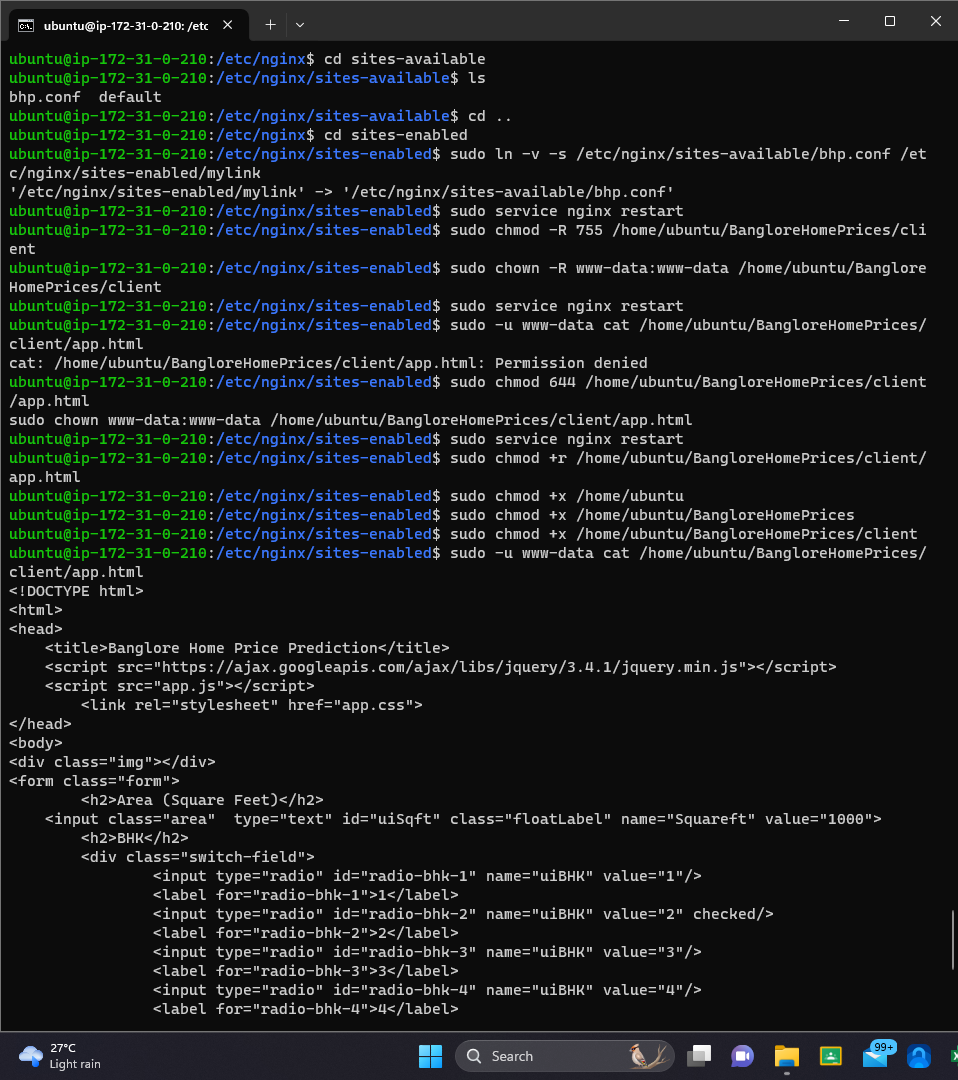 ubuntu@ip-172-31-0-210: /etc
ubuntu@ip-172-31-0-210:/etc/nginx$ cd sites-available
ubuntu@ip-172-31-0-210:/etc/nginx/sites-available$ ls
bhp.conf  default
ubuntu@ip-172-31-0-210:/etc/nginx/sites-available$ cd ..
ubuntu@ip-172-31-0-210:/etc/nginx$ cd sites-enabled
ubuntu@ip-172-31-0-210:/etc/nginx/sites-enabled$ sudo ln -v -s /etc/nginx/sites-available/bhp.conf /et
c/nginx/sites-enabled/mylink
'/etc/nginx/sites-enabled/mylink' -> '/etc/nginx/sites-available/bhp.conf'
ubuntu@ip-172-31-0-210:/etc/nginx/sites-enabled$ sudo service nginx restart
ubuntu@ip-172-31-0-210:/etc/nginx/sites-enabled$ sudo chmod -R 755 /home/ubuntu/BangloreHomePrices/cli
ent
ubuntu@ip-172-31-0-210:/etc/nginx/sites-enabled$ sudo chown -R www-data:www-data /home/ubuntu/Banglore
HomePrices/client
ubuntu@ip-172-31-0-210:/etc/nginx/sites-enabled$ sudo service nginx restart
ubuntu@ip-172-31-0-210:/etc/nginx/sites-enabled$ sudo -u www-data cat /home/ubuntu/BangloreHomePrices/
client/app.html
cat: /home/ubuntu/BangloreHomePrices/client/app.html: Permission denied
ubuntu@ip-172-31-0-210:/etc/nginx/sites-enabled$ sudo chmod 644 /home/ubuntu/BangloreHomePrices/client
/app.html
sudo chown www-data:www-data /home/ubuntu/BangloreHomePrices/client/app.html
ubuntu@ip-172-31-0-210:/etc/nginx/sites-enabled$ sudo service nginx restart
ubuntu@ip-172-31-0-210:/etc/nginx/sites-enabled$ sudo chmod +r /home/ubuntu/BangloreHomePrices/client/
app.html
ubuntu@ip-172-31-0-210:/etc/nginx/sites-enabled$ sudo chmod +x /home/ubuntu
ubuntu@ip-172-31-0-210:/etc/nginx/sites-enabled$ sudo chmod +x /home/ubuntu/BangloreHomePrices
ubuntu@ip-172-31-0-210:/etc/nginx/sites-enabled$ sudo chmod +x /home/ubuntu/BangloreHomePrices/client
ubuntu@ip-172-31-0-210:/etc/nginx/sites-enabled$ sudo -u www-data cat /home/ubuntu/BangloreHomePrices/
client/app.html
<!DOCTYPE html>
<html>
<head>
    <title>Banglore Home Price Prediction</title>
    <script src="https://ajax.googleapis.com/ajax/libs/jquery/3.4.1/jquery.min.js"></script>
    <script src="app.js"></script>
        <link rel="stylesheet" href="app.css">
</head>
<body>
<div class="img"></div>
<form class="form">
        <h2>Area (Square Feet)</h2>
    <input class="area"  type="text" id="uiSqft" class="floatLabel" name="Squareft" value="1000">
        <h2>BHK</h2>
        <div class="switch-field">
                <input type="radio" id="radio-bhk-1" name="uiBHK" value="1"/>
                <label for="radio-bhk-1">1</label>
                <input type="radio" id="radio-bhk-2" name="uiBHK" value="2" checked/>
                <label for="radio-bhk-2">2</label>
                <input type="radio" id="radio-bhk-3" name="uiBHK" value="3"/>
                <label for="radio-bhk-3">3</label>
                <input type="radio" id="radio-bhk-4" name="uiBHK" value="4"/>
                <label for="radio-bhk-4">4</label>
27°C
Light rain
Search
99+